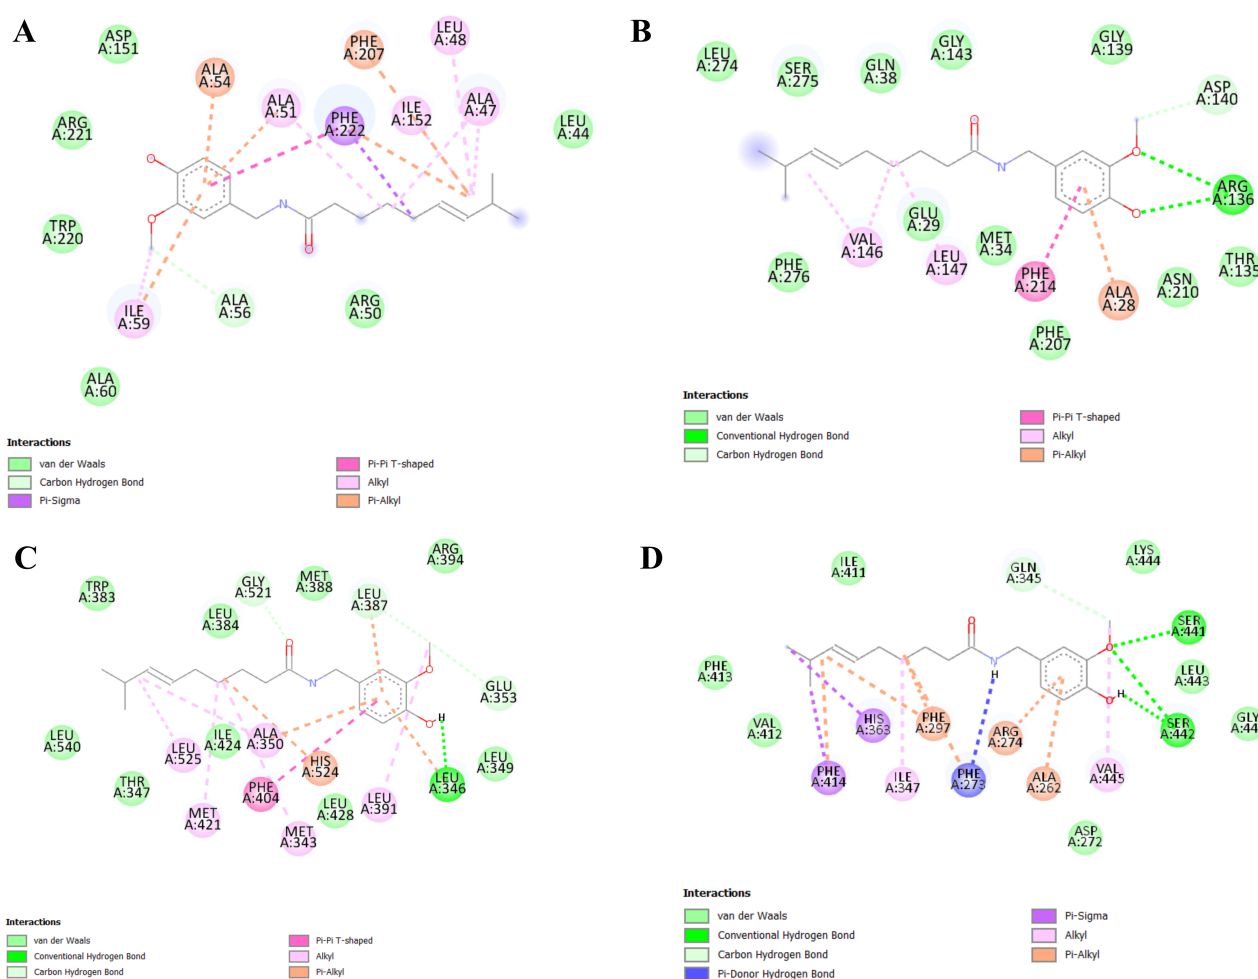 A
ASP
A:151
ALA
A:54
PHE
A:207
LEU
A:48
ALA
A:51
PHE
A:222
ILE
A:152
ALA
A:47
ARG
A:221
LEU
A:44
O
NH
O
O
TRP
A:220
ILE
A:59
ALA
A:56
ARG
A:50
ALA
A:60
Interactions
van der Waals
Carbon Hydrogen Bond
Pi-Sigma
Pi-Pi T-shaped
Alkyl
Pi-Alkyl
B
LEU
A:274
SER
A:275
GLN
A:38
GLY
A:143
GLY
A:139
ASP
A:140
O
NH
O
O
ARG
A:136
GLU
A:29
VAL
A:146
LEU
A:147
MET
A:34
PHE
A:276
PHE
A:214
ALA
A:28
ASN
A:210
THR
A:135
PHE
A:207
Interactions
van der Waals
Conventional Hydrogen Bond
Carbon Hydrogen Bond
Pi-Pi T-shaped
Alkyl
Pi-Alkyl
C
ARG
A:394
TRP
A:383
GLY
A:521
MET
A:388
LEU
A:387
LEU
A:384
O
NH
O
O
H
GLU
A:353
LEU
A:540
LEU
A:525
ILE
A:424
ALA
A:350
HIS
A:524
LEU
A:349
THR
A:347
PHE
A:404
LEU
A:346
MET
A:421
LEU
A:428
LEU
A:391
MET
A:343
Interactions
van der Waals
Conventional Hydrogen Bond
Carbon Hydrogen Bond
Pi-Pi T-shaped
Alkyl
Pi-Alkyl
D
ILE
A:411
GLN
A:345
LYS
A:444
SER
A:441
PHE
A:413
O
N
H
O
O
H
LEU
A:443
VAL
A:412
HIS
A:363
PHE
A:297
ARG
A:274
SER
A:442
GLY
A:44
PHE
A:414
ILE
A:347
PHE
A:273
ALA
A:262
VAL
A:445
ASP
A:272
Interactions
van der Waals
Conventional Hydrogen Bond
Carbon Hydrogen Bond
Pi-Donor Hydrogen Bond
Pi-Sigma
Alkyl
Pi-Alkyl